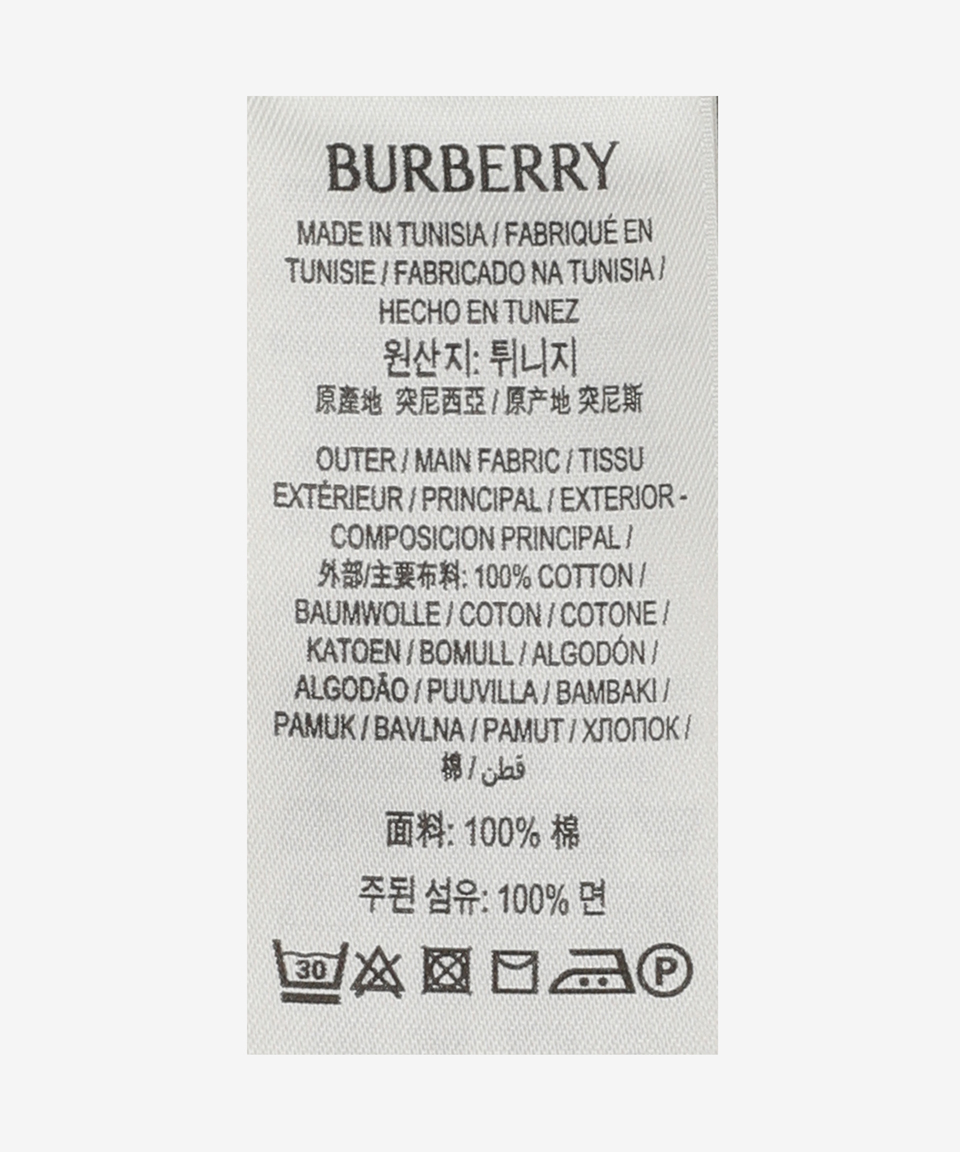 BURBERRY
MADE IN TUNISIA / FABRIQUÉ EN
TUNISIE / FABRICADO NA TUNISIA /
HECHO EN TUNEZ
원산지: 튀니지
原產地 突尼西亞 / 原产地 突尼斯
OUTER / MAIN FABRIC / TISSU
EXTÉRIEUR / PRINCIPAL / EXTERIOR -
COMPOSICION PRINCIPAL /
外部/主要布料: 100% COTTON /
BAUMWOLLE / COTON / COTONE /
KATOEN / BOMULL / ALGODÓN /
ALGODÃO / PUUVILLA / BAMBAKI /
PAMUK / BAVLNA / PAMUT / ХЛОПОК /
棉 / قطن
面料: 100% 棉
주된 섬유: 100% 면
30 P